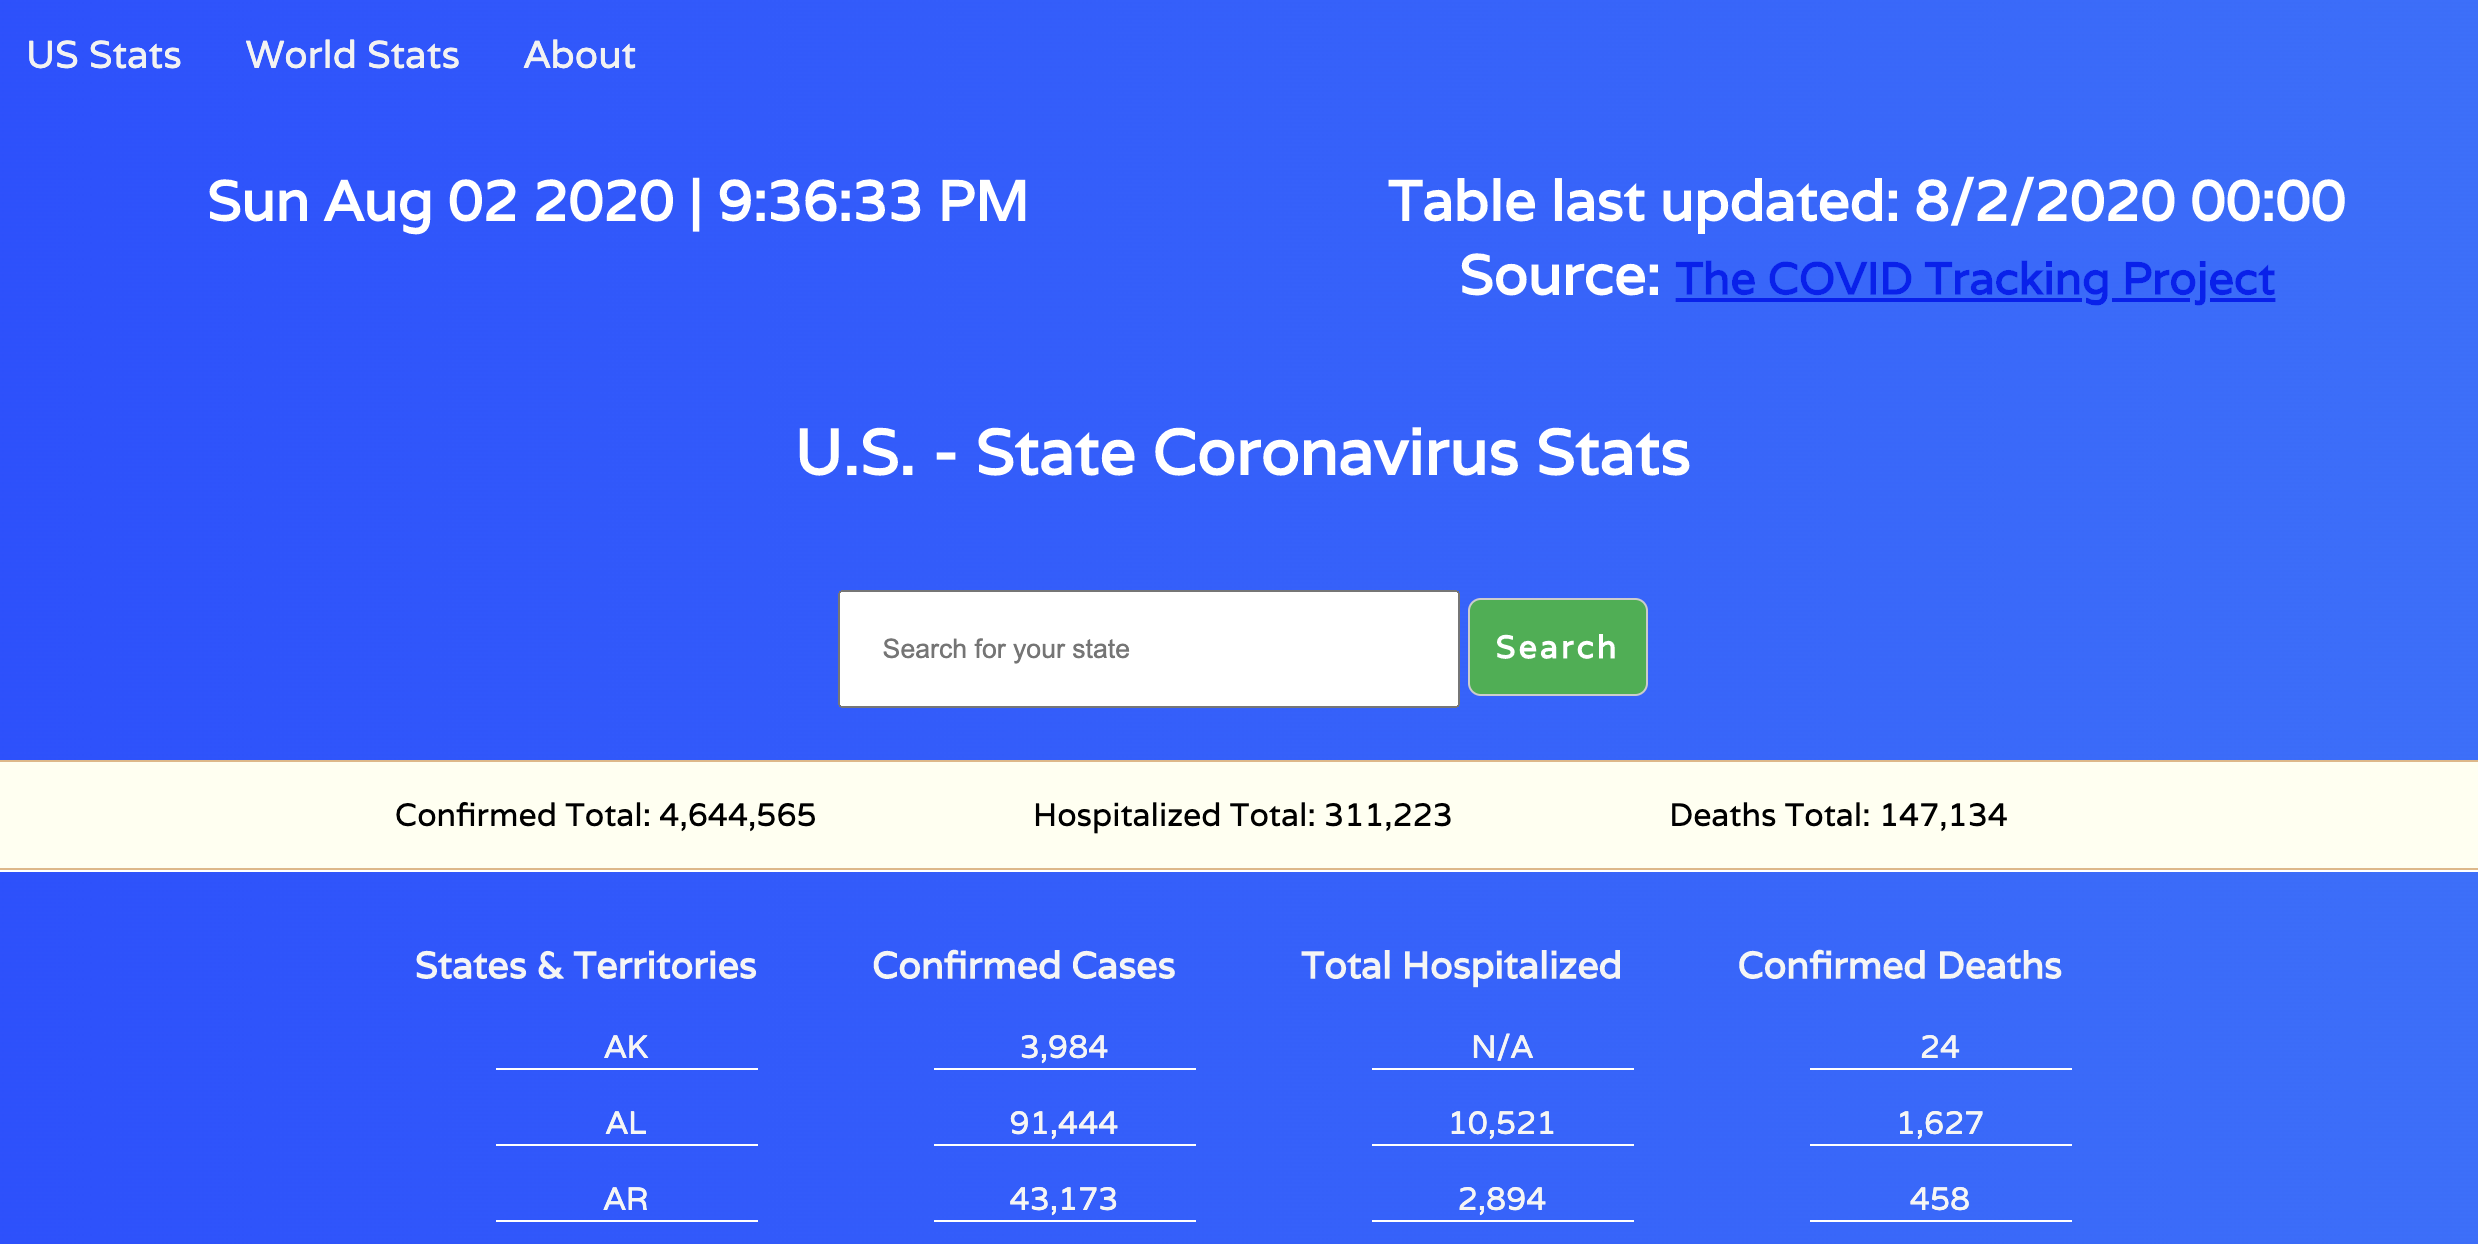 US Stats World Stats About
Sun Aug 02 2020 | 9:36:33 PM
Table last updated: 8/2/2020 00:00
Source: The COVID Tracking Project
U.S. - State Coronavirus Stats
Search for your state Search
Confirmed Total: 4,644,565 Hospitalized Total: 311,223 Deaths Total: 147,134
States & Territories Confirmed Cases Total Hospitalized Confirmed Deaths
AK 3,984 N/A 24
AL 91,444 10,521 1,627
AR 43,173 2,894 458